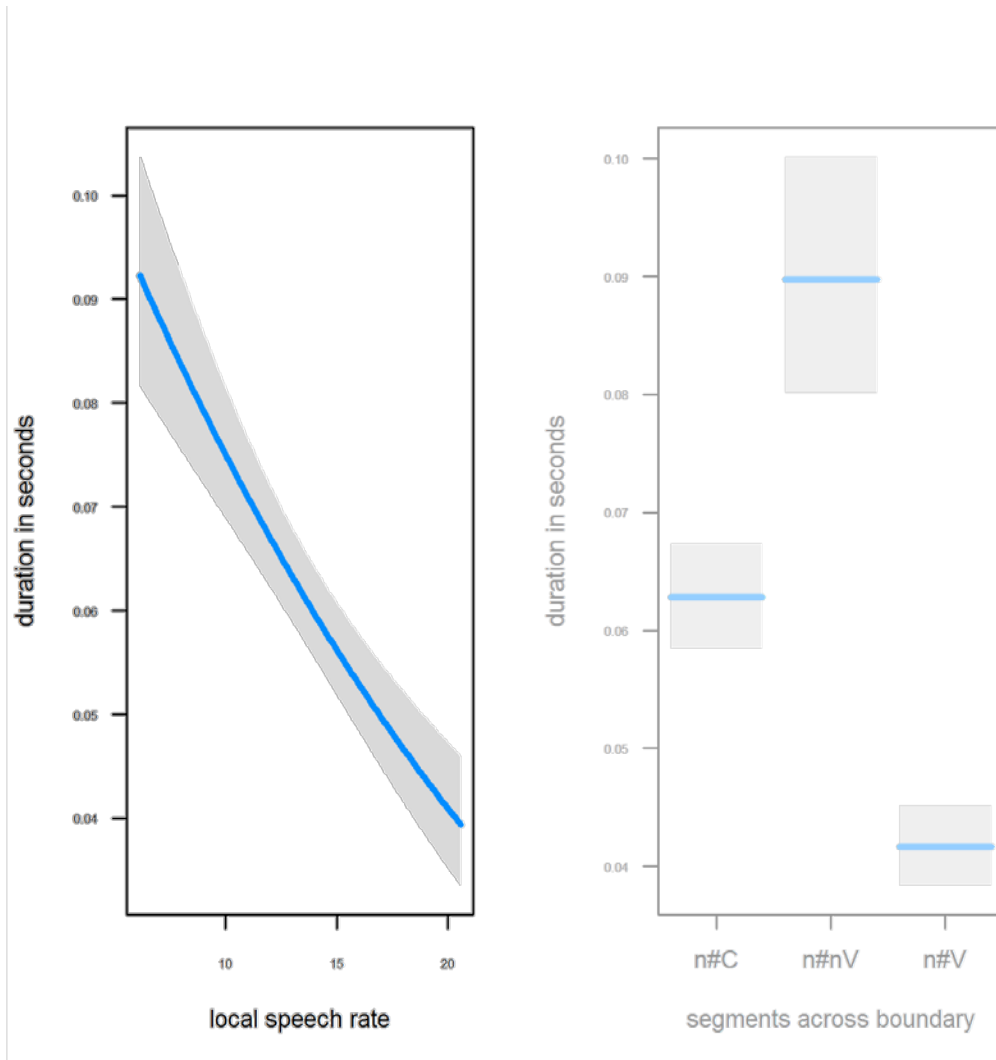 0.10
0.09
0.08
0.07
0.06
0.05
0.04
duration in seconds
10 15 20
local speech rate
0.10
0.09
0.08
0.07
0.06
0.05
0.04
duration in seconds
n#C n#nV n#V
segments across boundary